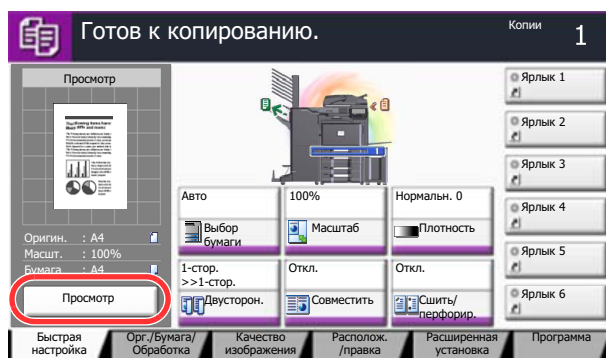 Готов к копированию.
Копии
1
Просмотр
Оригин. : A4
Масшт. : 100%
Бумага : A4
Просмотр
Авто
Выбор
бумаги
100%
Масштаб
Нормальн. 0
Плотность
1-стор.
>>1-стор.
Двусторон.
Откл.
Совместить
Откл.
Сшить/
перфорир.
Ярлык 1
Ярлык 2
Ярлык 3
Ярлык 4
Ярлык 5
Ярлык 6
Быстрая
настройка
Орг./Бумага/
Обработка
Качество
изображения
Располож.
/правка
Расширенная
установка
Программа